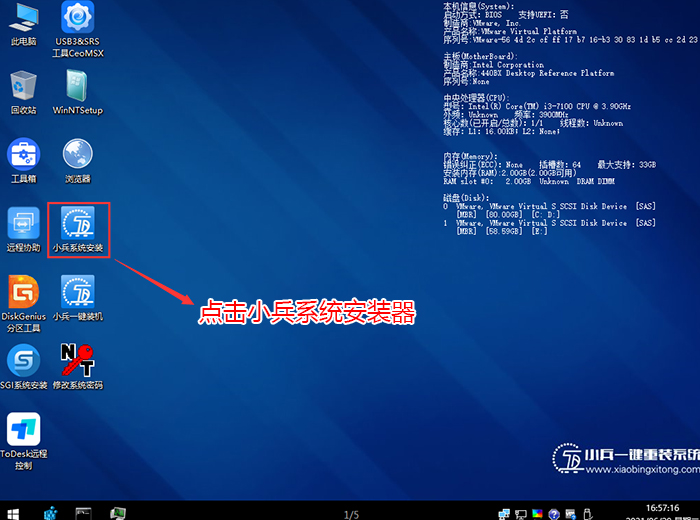 此电脑
USB3&SRS
工具CeoMSX
回收站
WinNTSetup
工具箱
浏览器
远程协助
小兵系统安装
DiskGenius
分区工具
小兵一键装机
SGI系统安装
修改系统密码
ToDesk远程
控制
点击小兵系统安装器
本机信息(System):
启动方式: BIOS 支持UEFI: 否
制造商:VMware, Inc.
产品名称:VMware Virtual Platform
序列号:VMware-56 4d 2c cf ff 17 b7 16-b3 30 83 1d b5 cc 2d 23
主板(MotherBoard):
制造商:Intel Corporation
产品名称:440BX Desktop Reference Platform
序列号:None
中央处理器(CPU):
型号: Intel(R) Core(TM) i3-7100 CPU @ 3.90GHz
外频: Unknown 频率: 3900MHz
核心数(已开启/总数): 1/1 线程数: Unknown
缓存: L1: 16.00KB; L2: None;
内存(Memory):
错误纠正(ECC): None 插槽数: 64 最大支持: 33GB
安装内存(RAM):2.00GB(2.00GB可用)
RAM slot #0: 2.00GB Unknown DRAM DIMM
磁盘(Disk):
0 VMware, VMware Virtual S SCSI Disk Device [SAS]
[MBR] [80.00GB] [C: D:]
1 VMware, VMware Virtual S SCSI Disk Device [SAS]
[MBR] [58.59GB] [E:]
小兵一键重装系统
www.xiaobingxitong.com
1/5
16:57:16